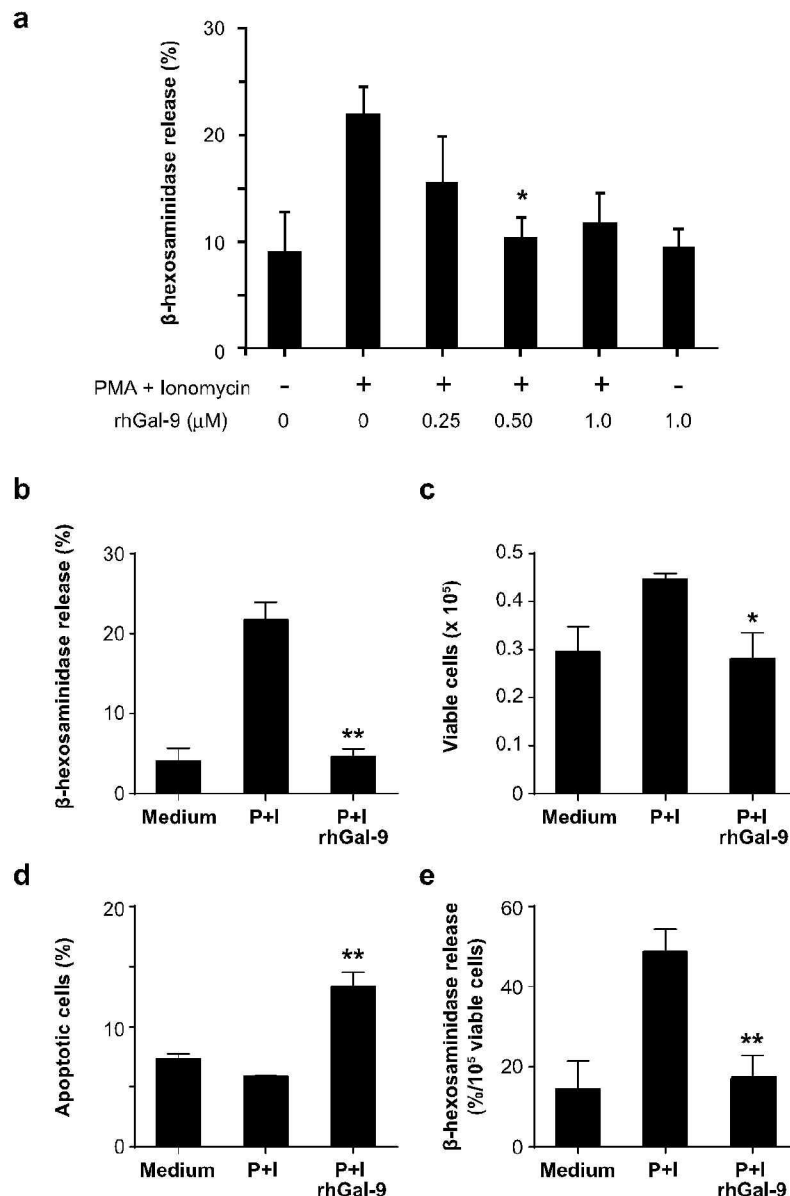 a
β-hexosaminidase release (%)
30
20
10
0
*
PMA + Ionomycin - + + + + -
rhGal-9 (μM) 0 0 0.25 0.50 1.0 1.0
b
β-hexosaminidase release (%)
30
20
10
0
**
Medium P+I P+I
rhGal-9
c
Viable cells (x 10⁵)
0.5
0.4
0.3
0.2
0.1
0
*
Medium P+I P+I
rhGal-9
d
Apoptotic cells (%)
20
10
0
**
Medium P+I P+I
rhGal-9
e
β-hexosaminidase release
(%/10⁵ viable cells)
60
40
20
0
**
Medium P+I P+I
rhGal-9